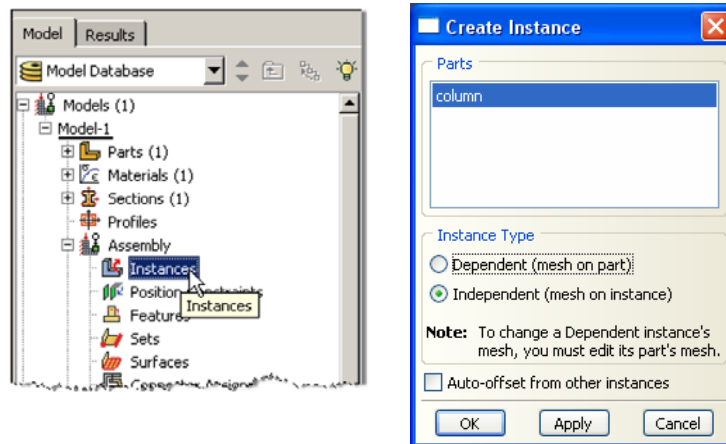 Model Results
Model Database
Models (1)
Model-1
Parts (1)
Materials (1)
Sections (1)
Profiles
Assembly
Instances
Position Constraints
Instances
Features
Sets
Surfaces
Create Instance
Parts
column
Instance Type
Dependent (mesh on part)
Independent (mesh on instance)
Note: To change a Dependent instance's
mesh, you must edit its part's mesh.
Auto-offset from other instances
OK Apply Cancel